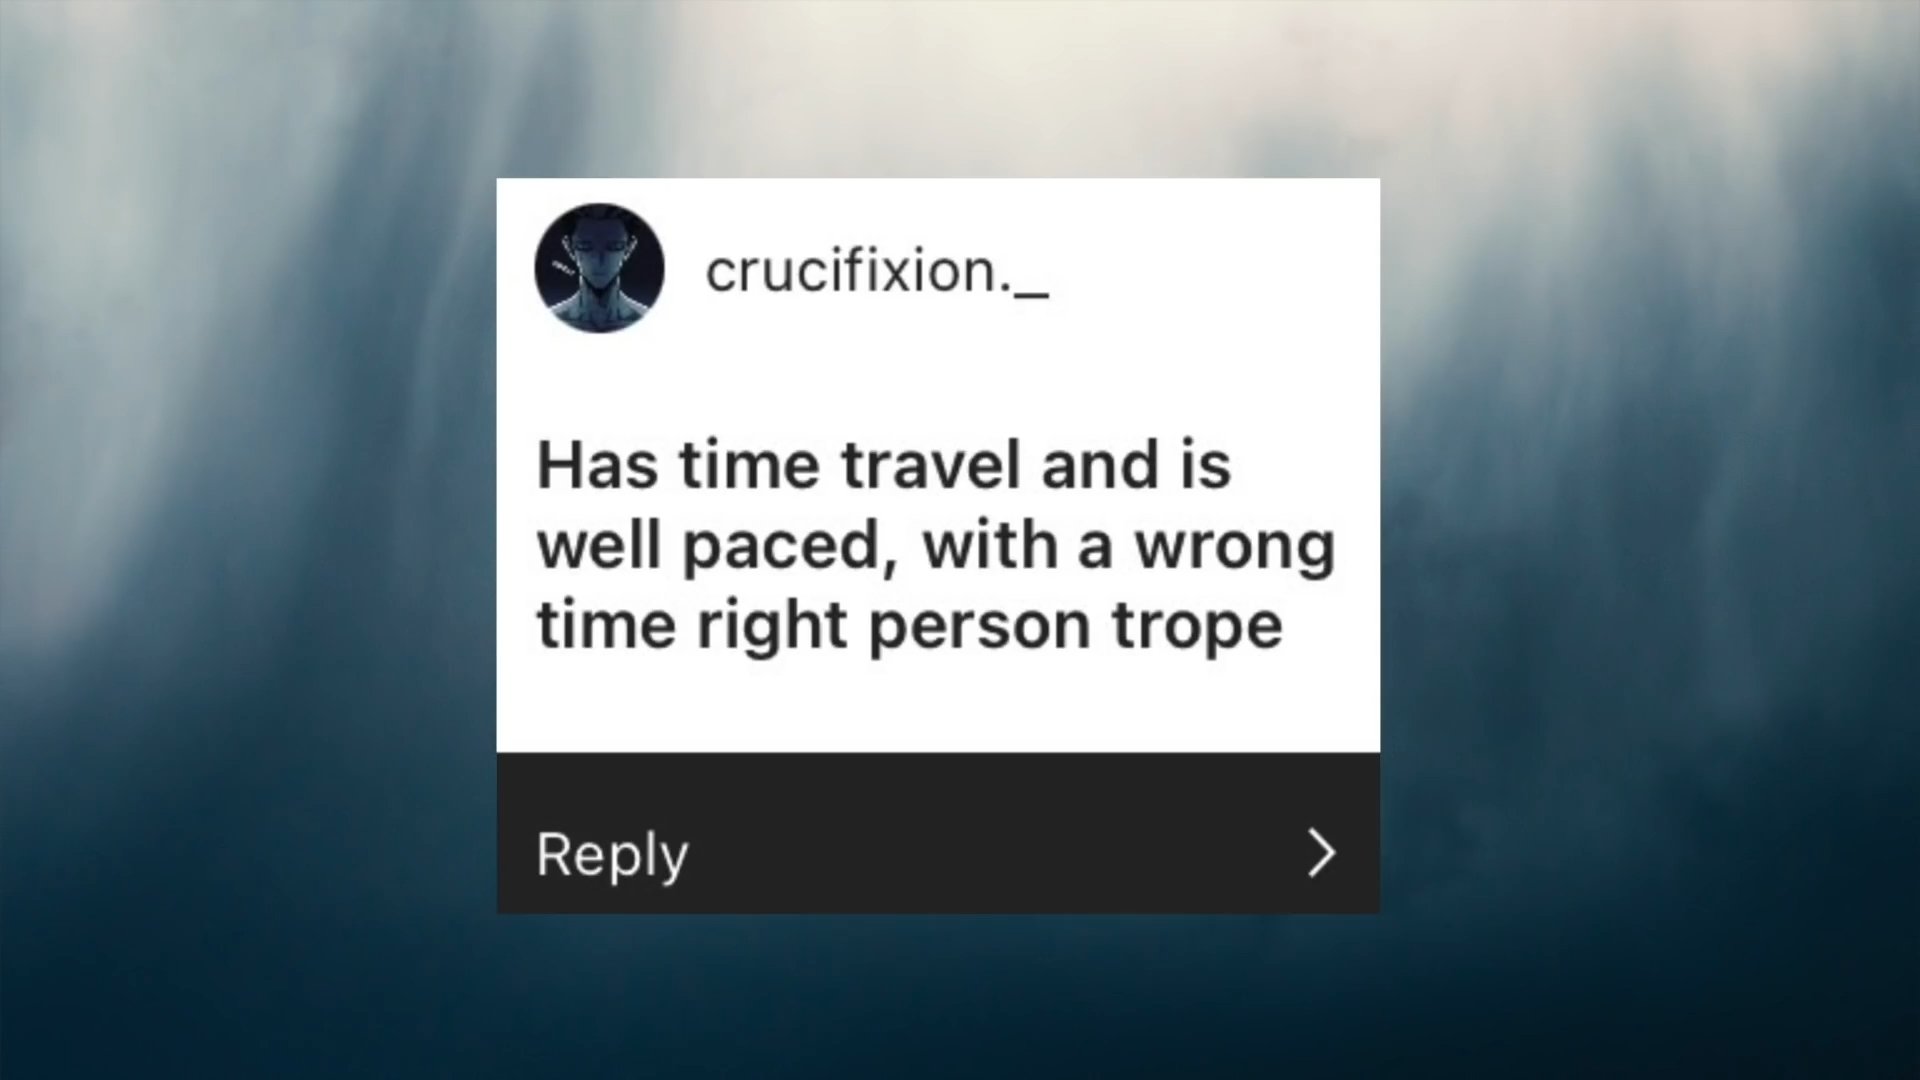 crucifixion._
Has time travel and is
well paced, with a wrong
time right person trope
Reply